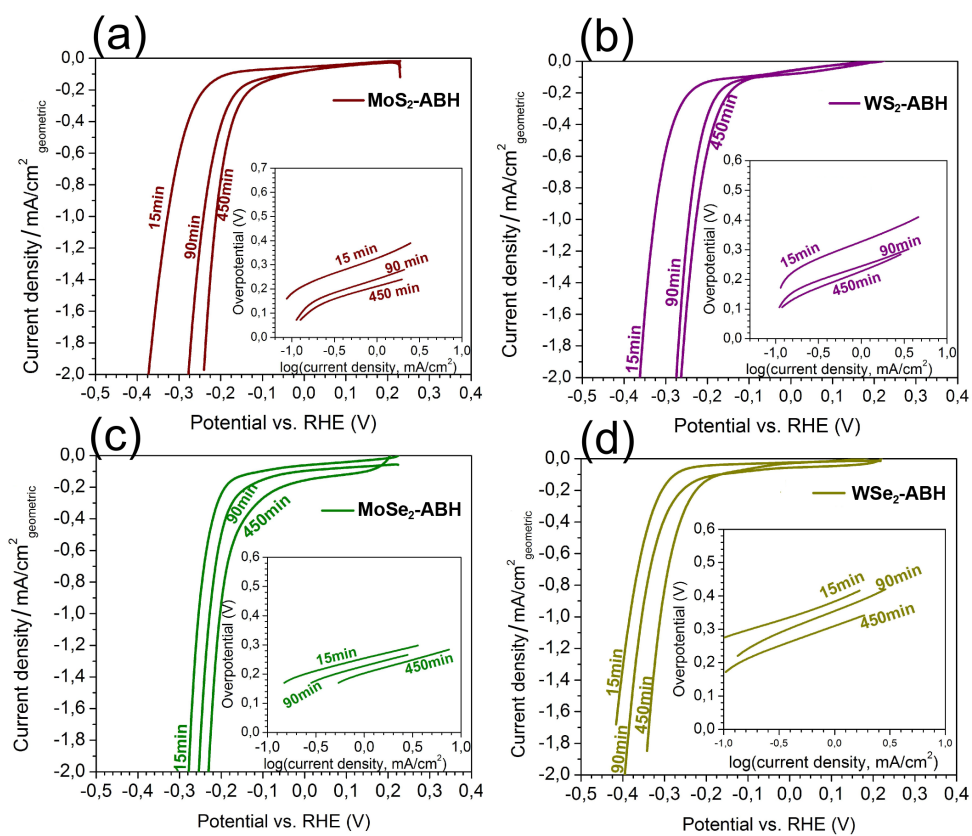 (a)
0,0
-0,2
-0,4
-0,6
-0,8
-1,0
-1,2
-1,4
-1,6
-1,8
-2,0
Current density/mA/cm² geometric
MoS₂-ABH
15min
90min
450min
0,7
0,6
0,5
0,4
0,3
0,2
0,1
0,0
Overpotential (V)
15 min
90 min
450 min
-1,0 -0,5 0,0 0,5 1,0
log(current density, mA/cm²)
-0,5 -0,4 -0,3 -0,2 -0,1 0,0 0,1 0,2 0,3 0,4
Potential vs. RHE (V)
(b)
0,0
-0,2
-0,4
-0,6
-0,8
-1,0
-1,2
-1,4
-1,6
-1,8
-2,0
Current density/mA/cm² geometric
WS₂-ABH
450min
90min
15min
0,6
0,5
0,4
0,3
0,2
0,1
0,0
Overpotential (V)
15min
90min
450min
-1,0 -0,5 0,0 0,5 1,0
log(current density, mA/cm²)
-0,5 -0,4 -0,3 -0,2 -0,1 0,0 0,1 0,2 0,3 0,4
Potential vs. RHE (V)
(c)
0,0
-0,2
-0,4
-0,6
-0,8
-1,0
-1,2
-1,4
-1,6
-1,8
-2,0
Current density/mA/cm² geometric
MoSe₂-ABH
90min
450min
15min
0,6
0,5
0,4
0,3
0,2
0,1
0,0
Overpotential (V)
15min
90min
450min
-1,0 -0,5 0,0 0,5 1,0
log(current density, mA/cm²)
-0,5 -0,4 -0,3 -0,2 -0,1 0,0 0,1 0,2 0,3 0,4
Potential vs. RHE (V)
(d)
0,0
-0,2
-0,4
-0,6
-0,8
-1,0
-1,2
-1,4
-1,6
-1,8
-2,0
Current density/mA/cm² geometric
WSe₂-ABH
15min
450min
90min
0,6
0,5
0,4
0,3
0,2
0,1
0,0
Overpotential (V)
15min
90min
450min
-1,0 -0,5 0,0 0,5 1,0
log(current density, mA/cm²)
-0,5 -0,4 -0,3 -0,2 -0,1 0,0 0,1 0,2 0,3 0,4
Potential vs. RHE (V)